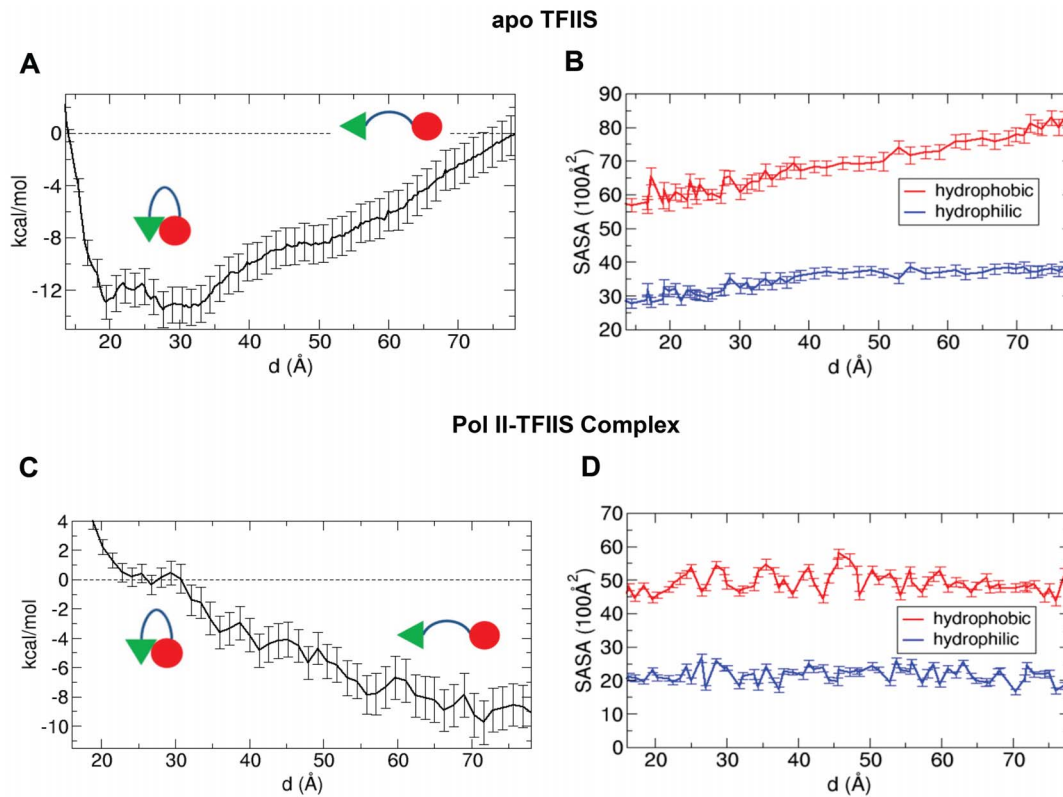 apo TFIIS
A
B
kcal/mol
0
-4
-8
-12
20 30 40 50 60 70
d (Å)
SASA (100Å²)
90
80
70
60
50
40
30
20
hydrophobic
hydrophilic
20 30 40 50 60 70
d (Å)
Pol II-TFIIS Complex
C
D
kcal/mol
4
2
0
-2
-4
-6
-8
-10
20 30 40 50 60 70
d (Å)
SASA (100Å²)
70
60
50
40
30
20
10
0
hydrophobic
hydrophilic
20 30 40 50 60 70
d (Å)